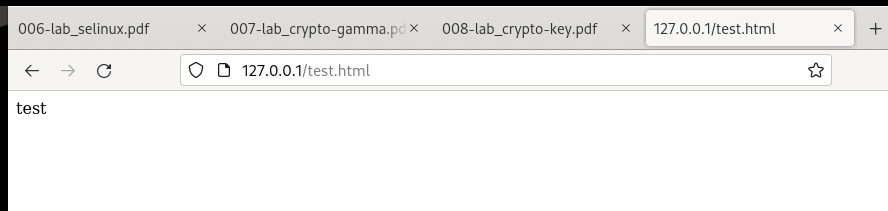 006-lab_selinux.pdf × 007-lab_crypto-gamma.pd × 008-lab_crypto-key.pdf × 127.0.0.1/test.html × +
127.0.0.1/test.html
test